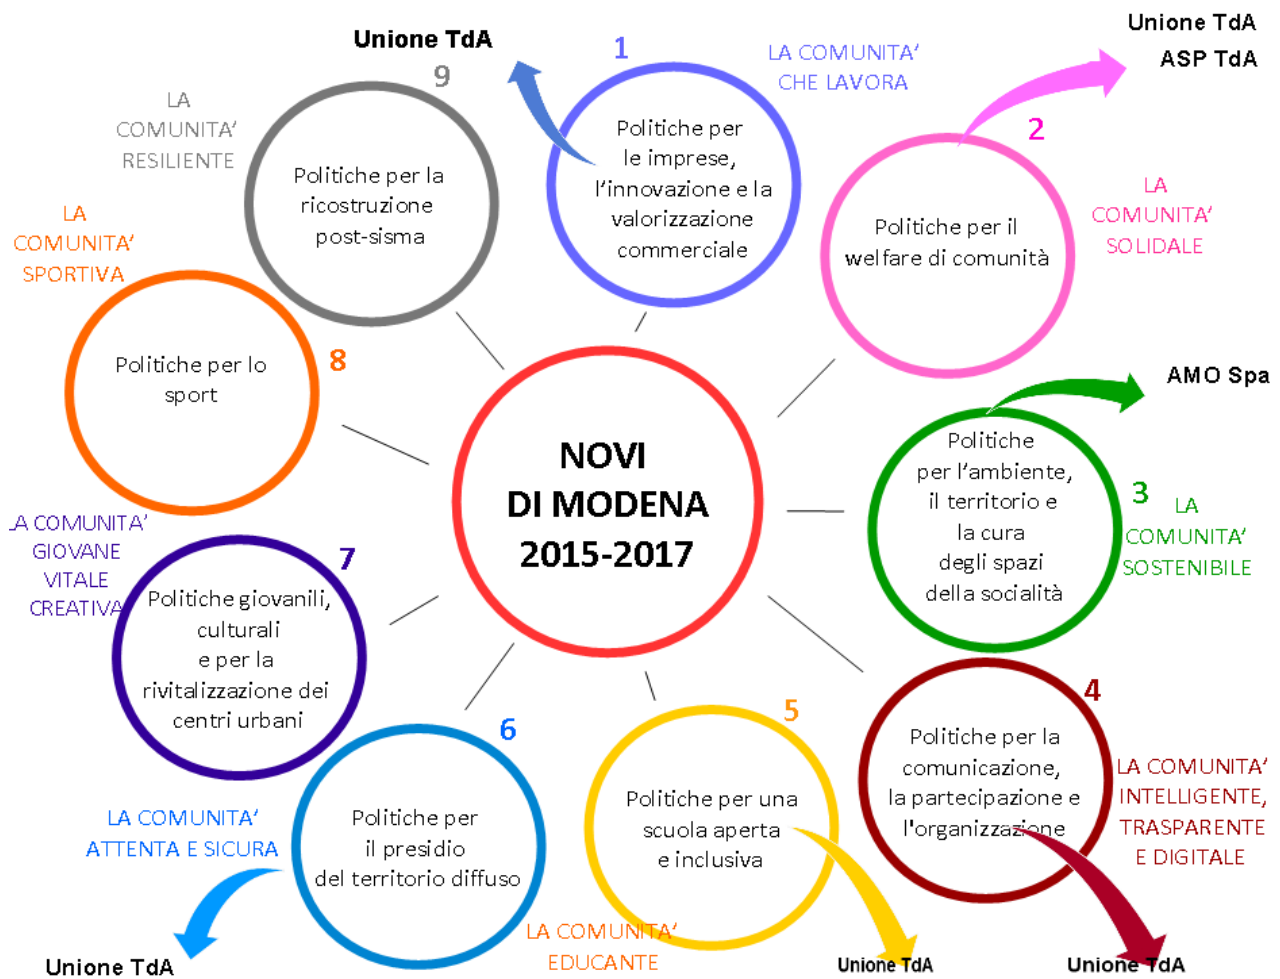 NOVI
DI MODENA
2015-2017
Unione TdA
1
LA COMUNITA'
CHE LAVORA
Politiche per
le imprese,
l'innovazione e la
valorizzazione
commerciale
Unione TdA
ASP TdA
2
LA
COMUNITA'
SOLIDALE
Politiche per il
welfare di comunità
AMO Spa
3
LA
COMUNITA'
SOSTENIBILE
Politiche
per l'ambiente,
il territorio e
la cura
degli spazi
della socialità
4
LA COMUNITA'
INTELLIGENTE,
TRASPARENTE
E DIGITALE
Politiche per la
comunicazione,
la partecipazione e
l'organizzazione
Unione TdA
5
Politiche per una
scuola aperta
e inclusiva
LA COMUNITA'
EDUCANTE
Unione TdA
6
LA COMUNITA'
ATTENTA E SICURA
Politiche per
il presidio
del territorio diffuso
Unione TdA
7
LA COMUNITA'
GIOVANE
VITALE
CREATIVA
Politiche giovanili,
culturali
e per la
rivitalizzazione dei
centri urbani
8
LA
COMUNITA'
SPORTIVA
Politiche per lo
sport
9
LA
COMUNITA'
RESILIENTE
Politiche per la
ricostruzione
post-sisma